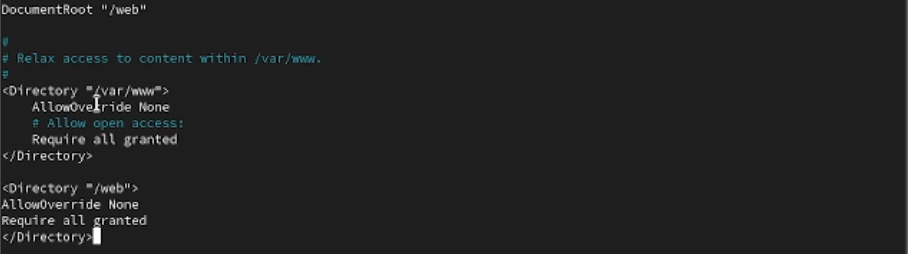 DocumentRoot "/web"
#
# Relax access to content within /var/www.
#
<Directory "/var/www">
    AllowOverride None
    # Allow open access:
    Require all granted
</Directory>
<Directory "/web">
AllowOverride None
Require all granted
</Directory>